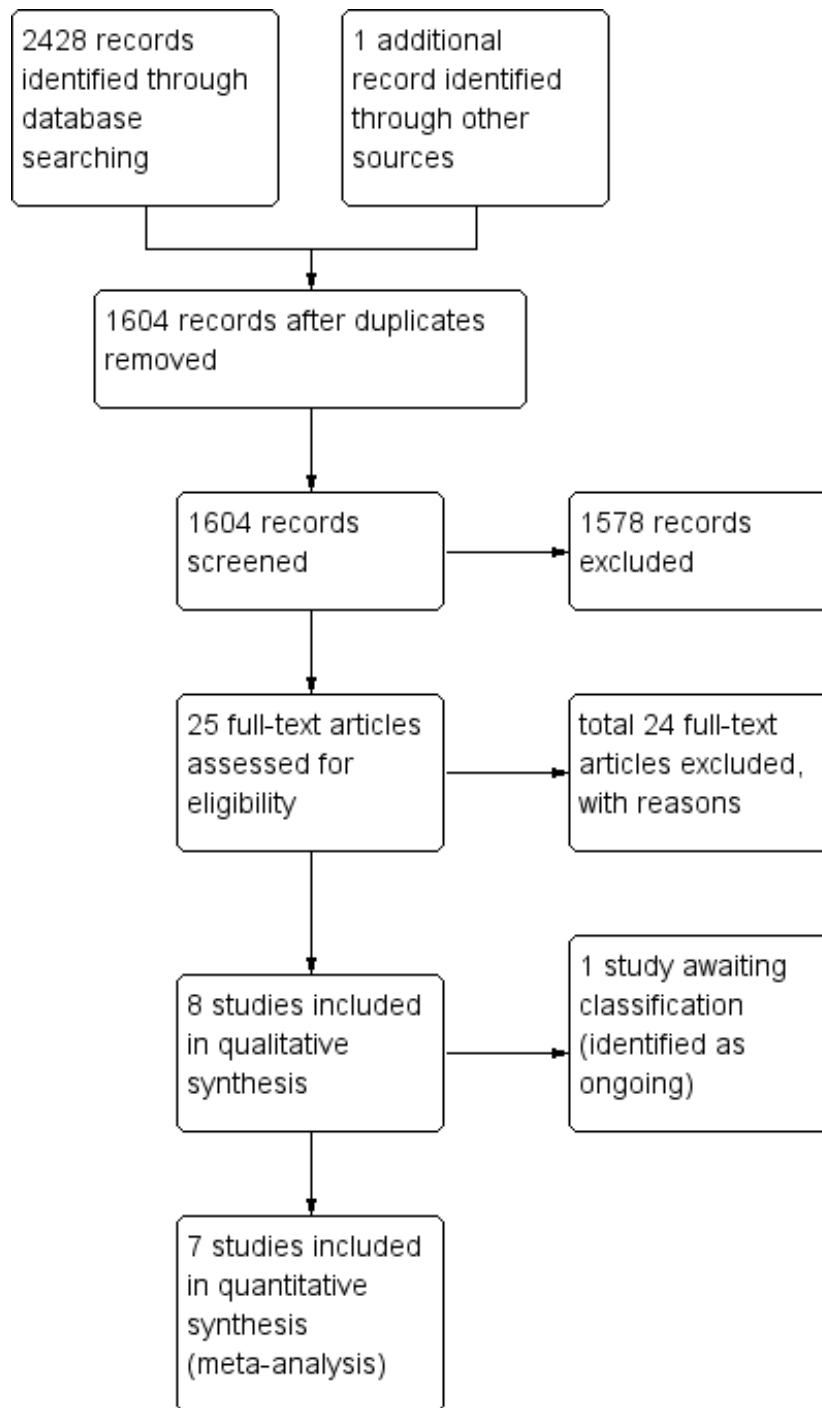 2428 records
identified through
database
searching
1 additional
record identified
through other
sources
1604 records after duplicates
removed
1604 records
screened
1578 records
excluded
25 full-text articles
assessed for
eligibility
total 24 full-text
articles excluded,
with reasons
8 studies included
in qualitative
synthesis
1 study awaiting
classification
(identified as
ongoing)
7 studies included
in quantitative
synthesis
(meta-analysis)